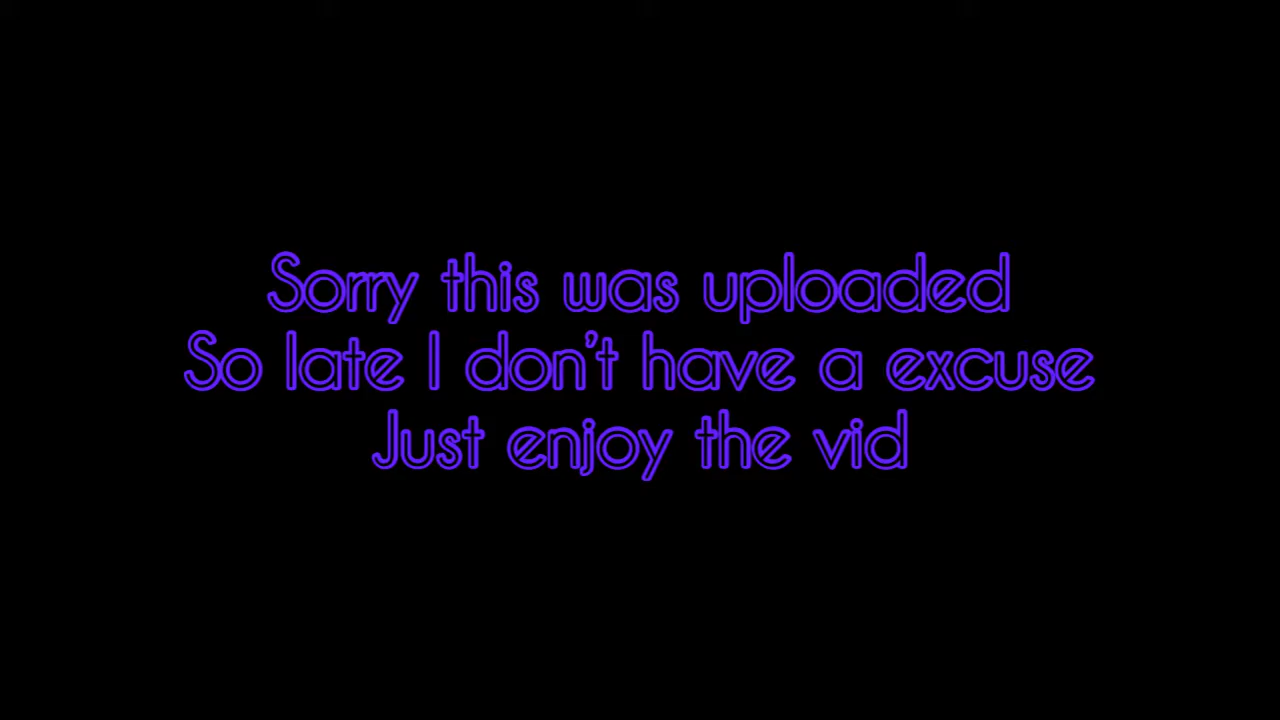 Sorry this was uploaded
So late I don't have a excuse
Just enjoy the vid